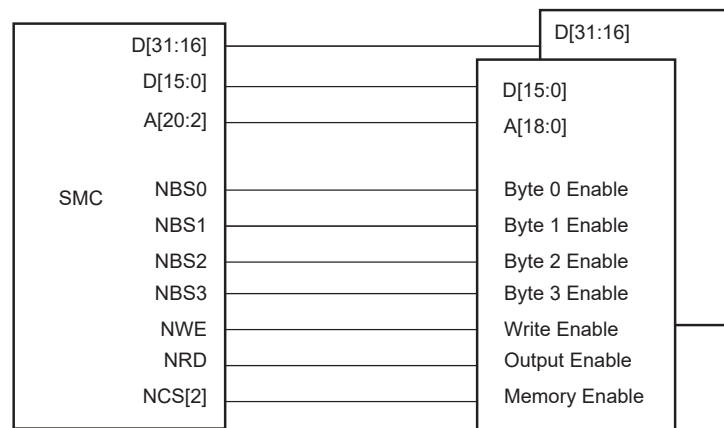 D[31:16] D[31:16]
D[15:0] D[15:0]
A[20:2] A[18:0]
SMC
NBS0 Byte 0 Enable
NBS1 Byte 1 Enable
NBS2 Byte 2 Enable
NBS3 Byte 3 Enable
NWE Write Enable
NRD Output Enable
NCS[2] Memory Enable